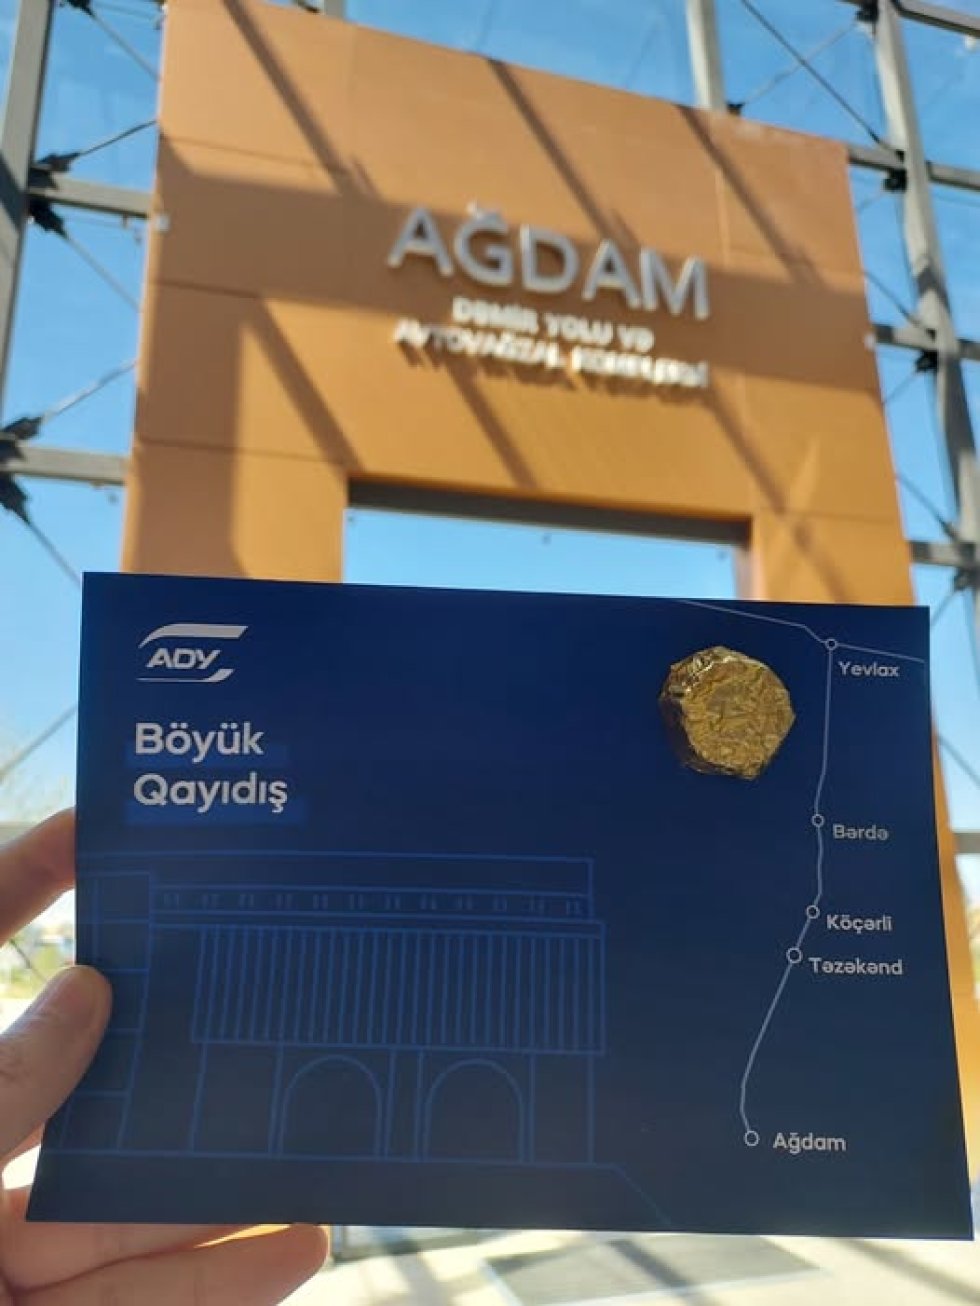 AĞDAM
DƏMİR YOLU VƏ
AVTOVAĞZAL KOMPLEKSİ
ADY
Böyük
Qayıdış
Yevlax
Bərdə
Köçərli
Təzəkənd
Ağdam